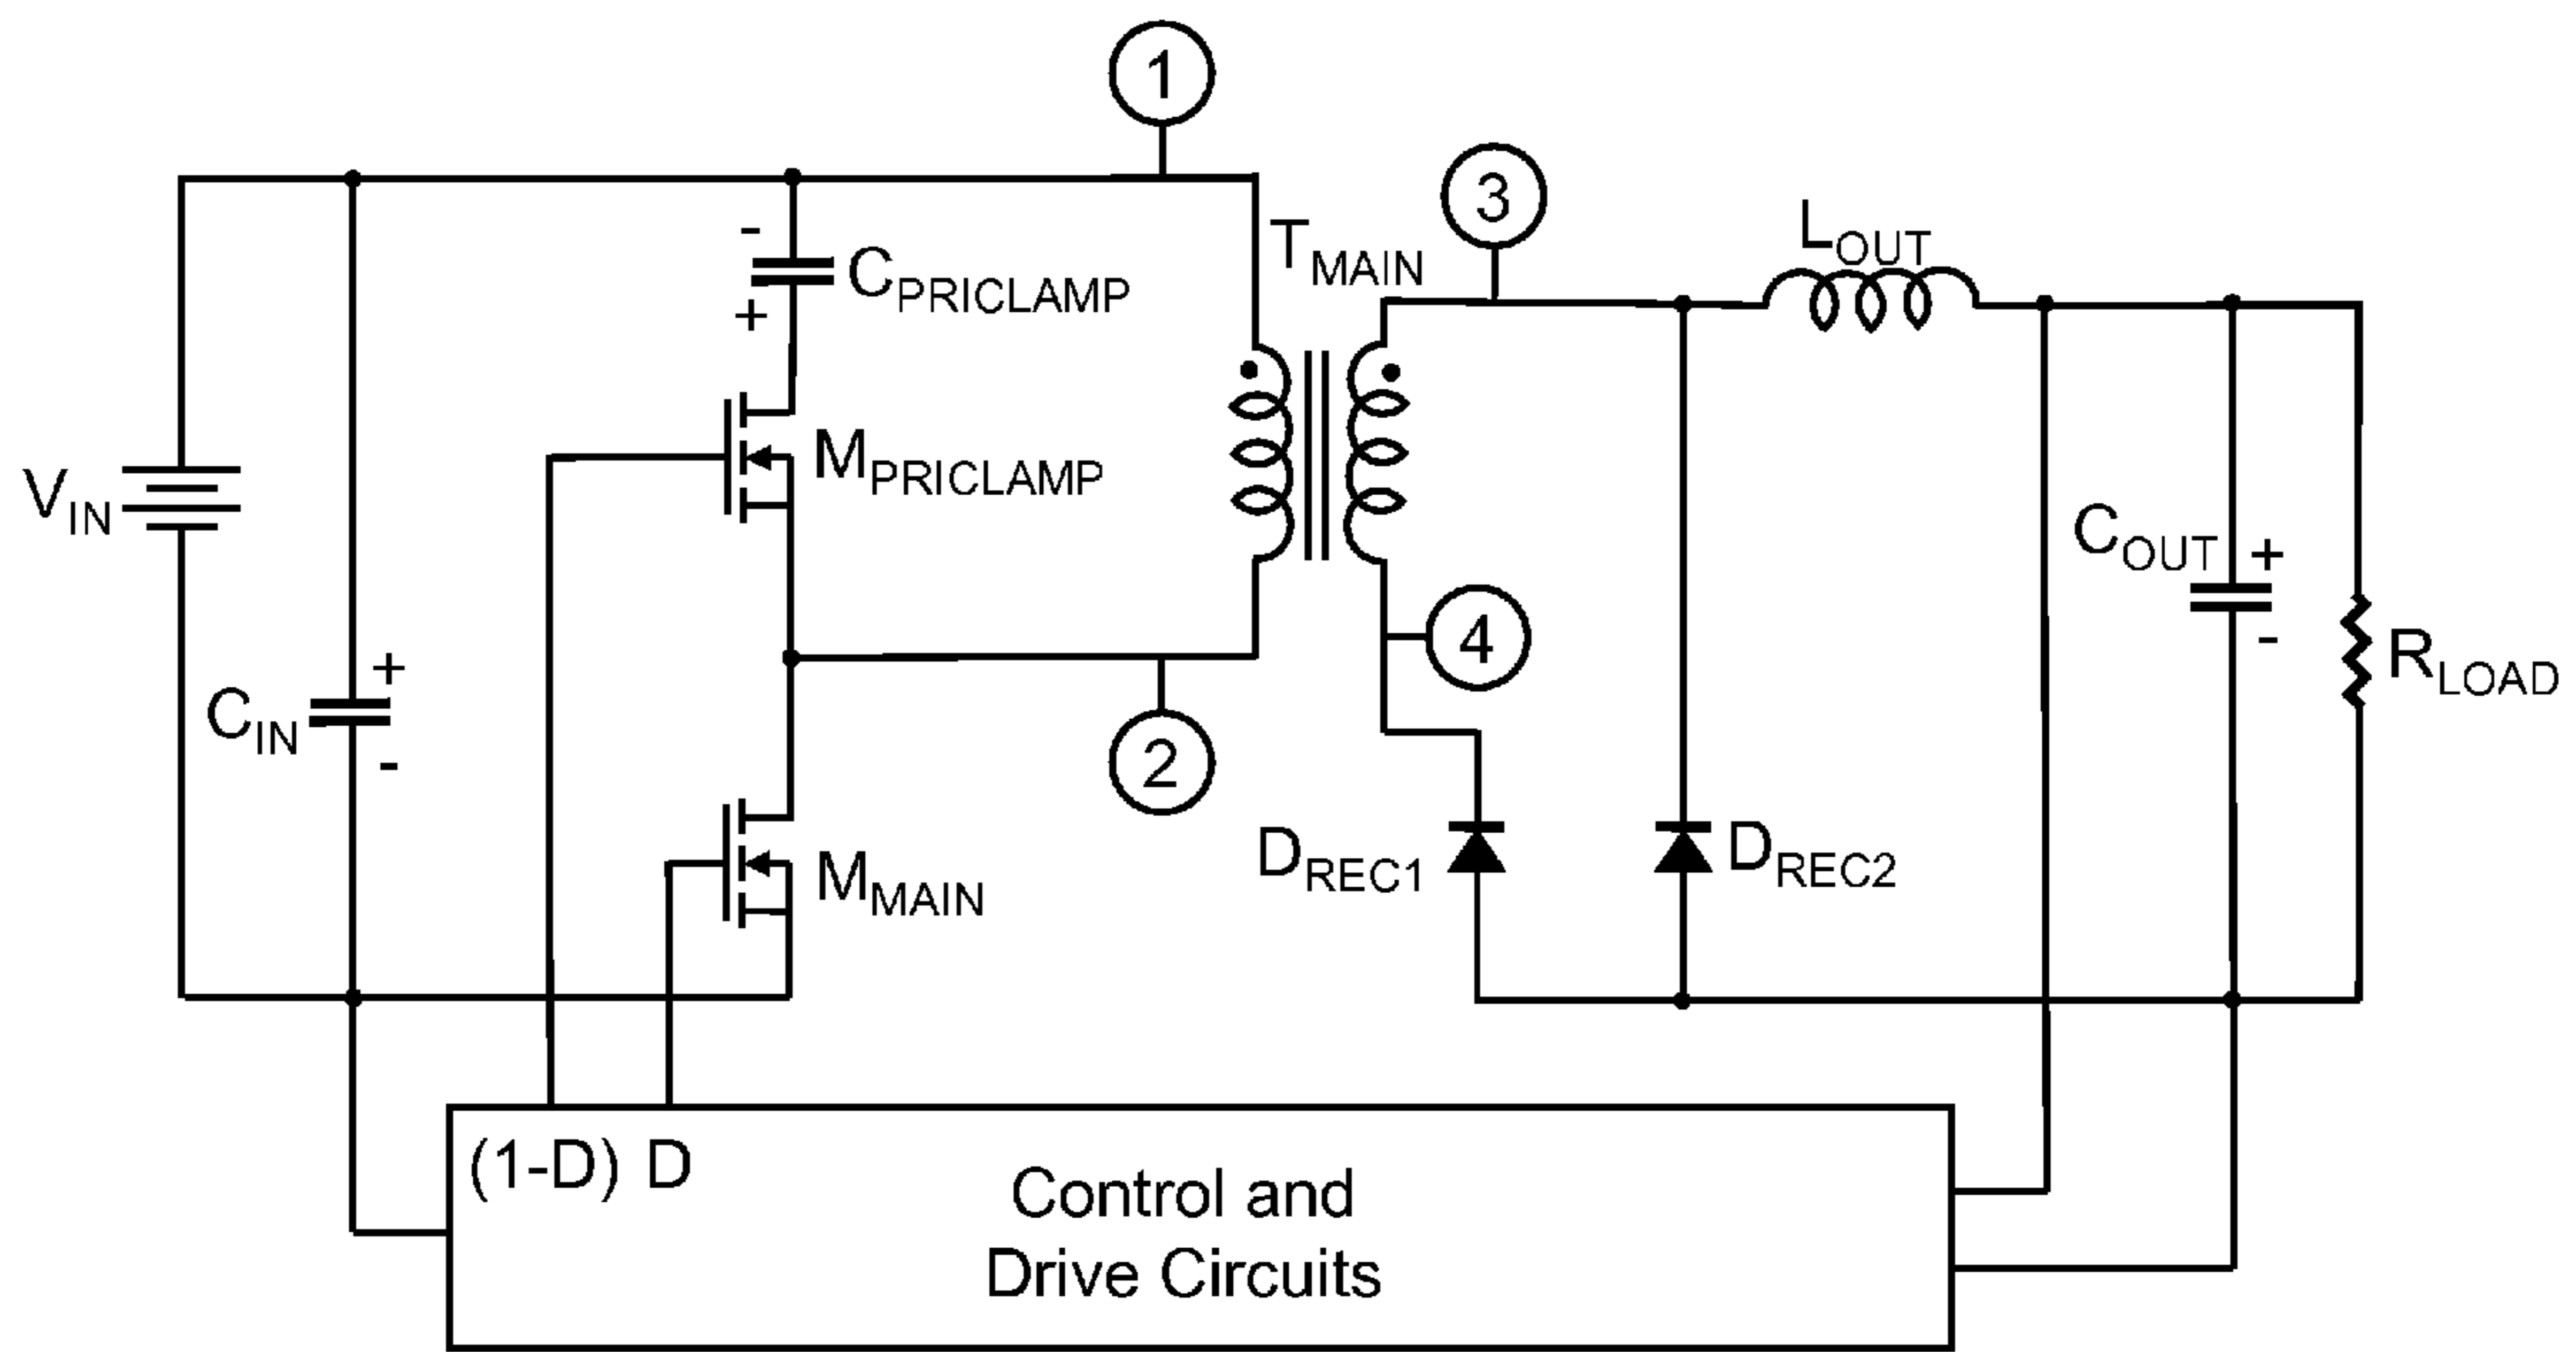 1
3
L_OUT
T_MAIN
-
C_PRICLAMP
+
M_PRICLAMP
V_IN
C_OUT
+
-
4
R_LOAD
+
C_IN
-
2
M_MAIN
D_REC1
D_REC2
(1-D) D
Control and
Drive Circuits